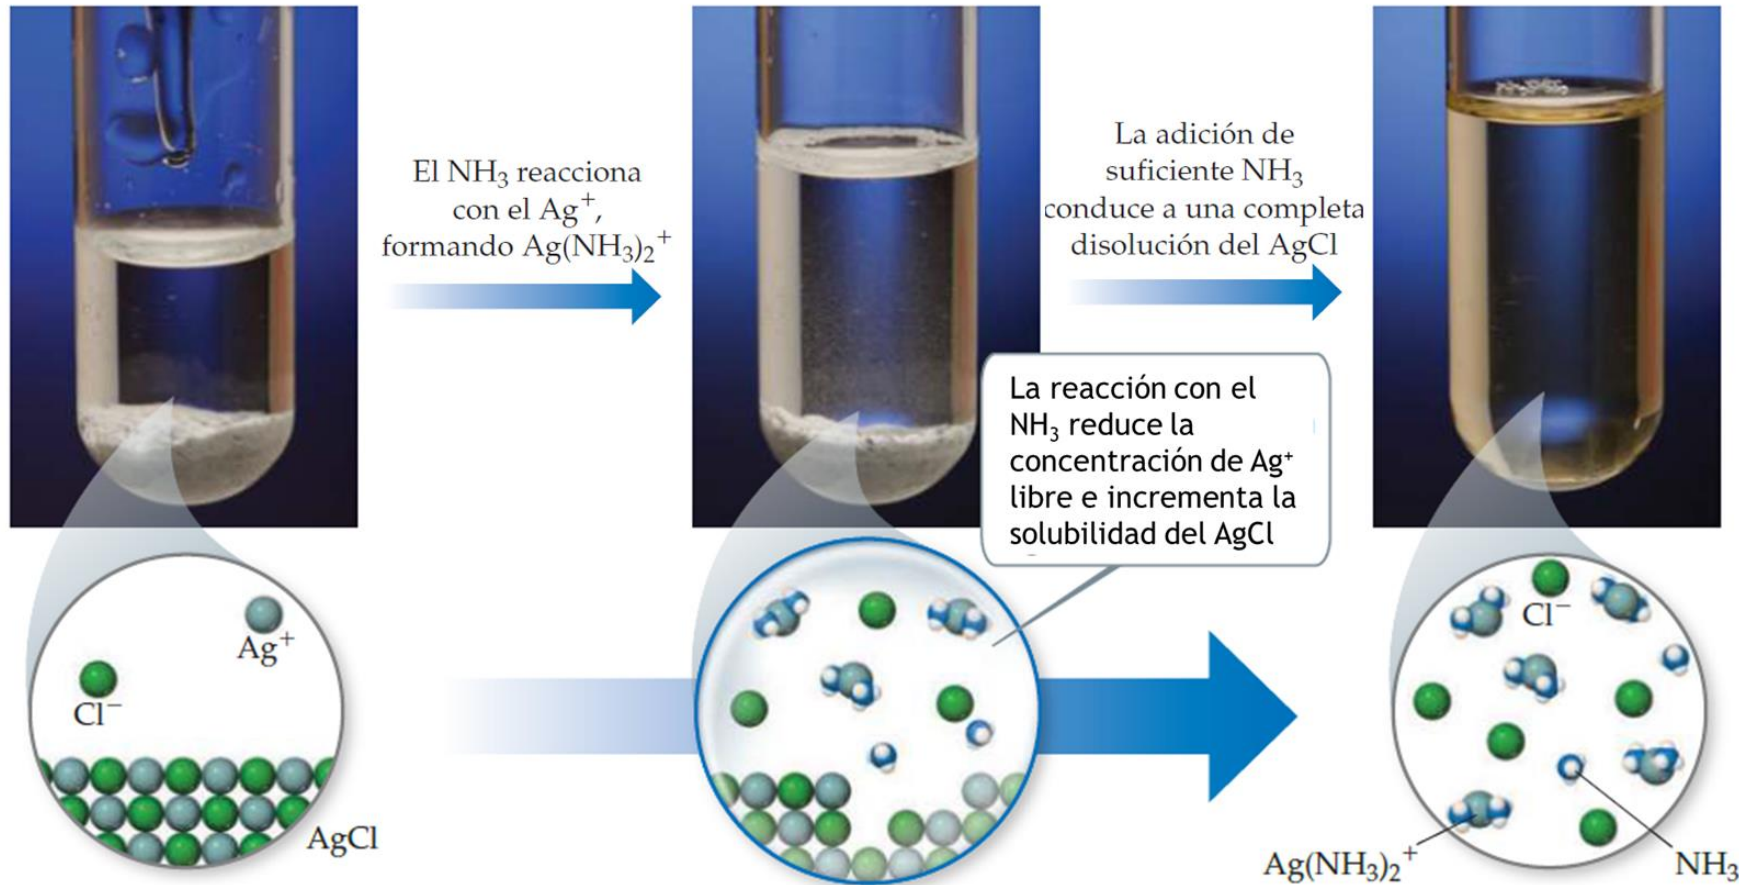 El NH₃ reacciona
con el Ag⁺,
formando Ag(NH₃)₂⁺
La adición de
suficiente NH₃
conduce a una completa
disolución del AgCl
La reacción con el
NH₃ reduce la
concentración de Ag⁺
libre e incrementa la
solubilidad del AgCl
Ag⁺
Cl⁻
AgCl
Cl⁻
Ag(NH₃)₂⁺
NH₃